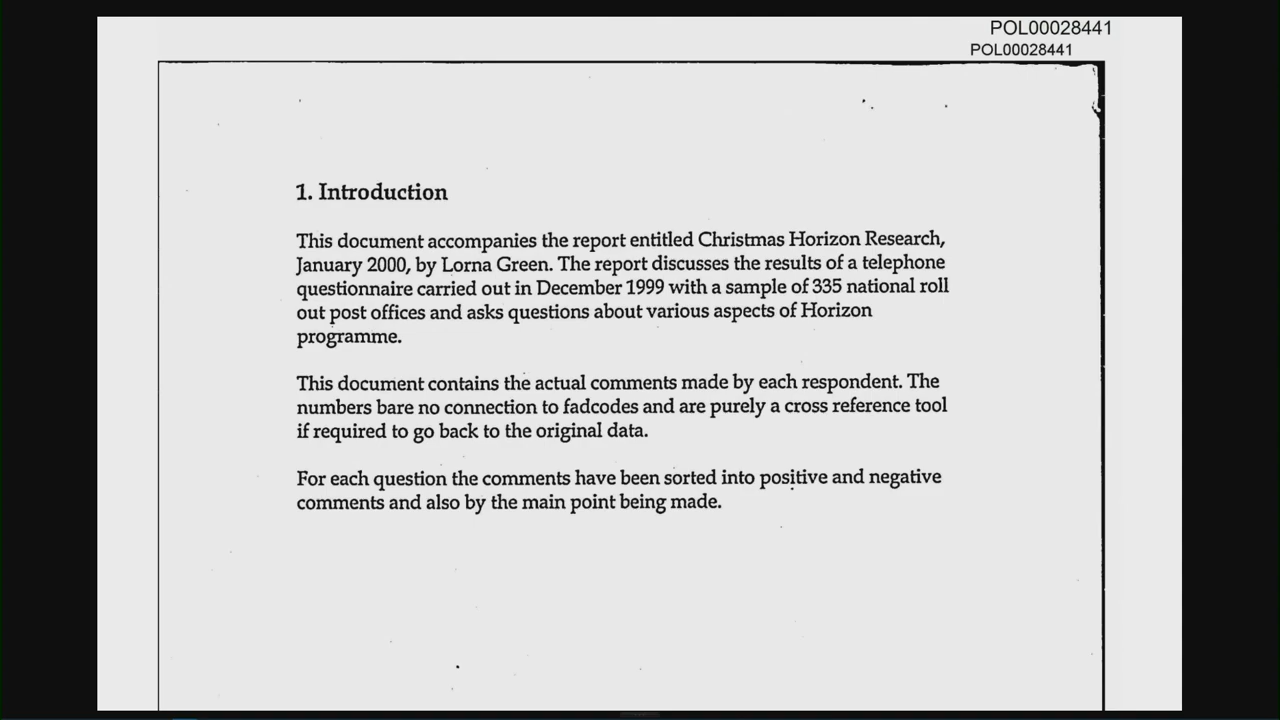 POL00028441
POL00028441
1. Introduction
This document accompanies the report entitled Christmas Horizon Research,
January 2000, by Lorna Green. The report discusses the results of a telephone
questionnaire carried out in December 1999 with a sample of 335 national roll
out post offices and asks questions about various aspects of Horizon
programme.
This document contains the actual comments made by each respondent. The
numbers bare no connection to fadcodes and are purely a cross reference tool
if required to go back to the original data.
For each question the comments have been sorted into positive and negative
comments and also by the main point being made.